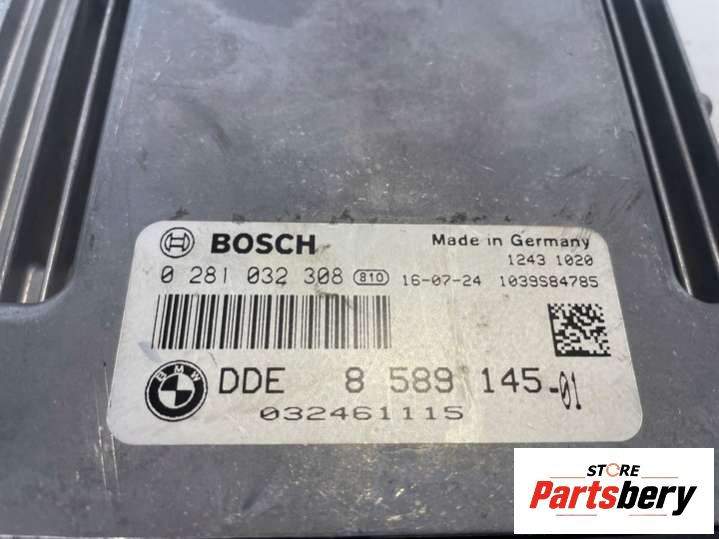 BOSCH Made in Germany
1243 1020
0 281 032 308 810 16-07-24 1039S84785
BMW DDE 8 589 145-01
032461115
STORE
Partsbery